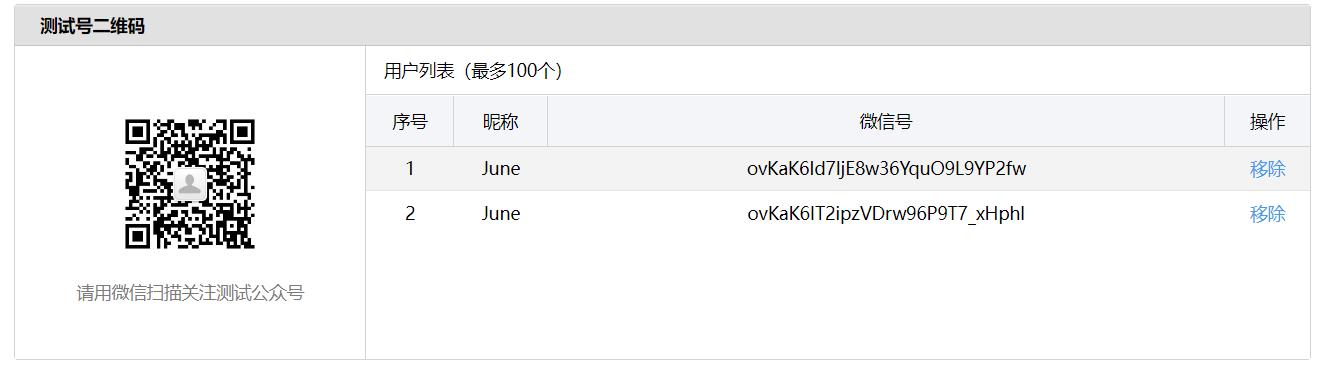 测试号二维码
用户列表（最多100个）
序号 昵称 微信号 操作
1 June ovKaK6Id7IjE8w36YquO9L9YP2fw 移除
2 June ovKaK6IT2ipzVDrw96P9T7_xHphI 移除
请用微信扫描关注测试公众号